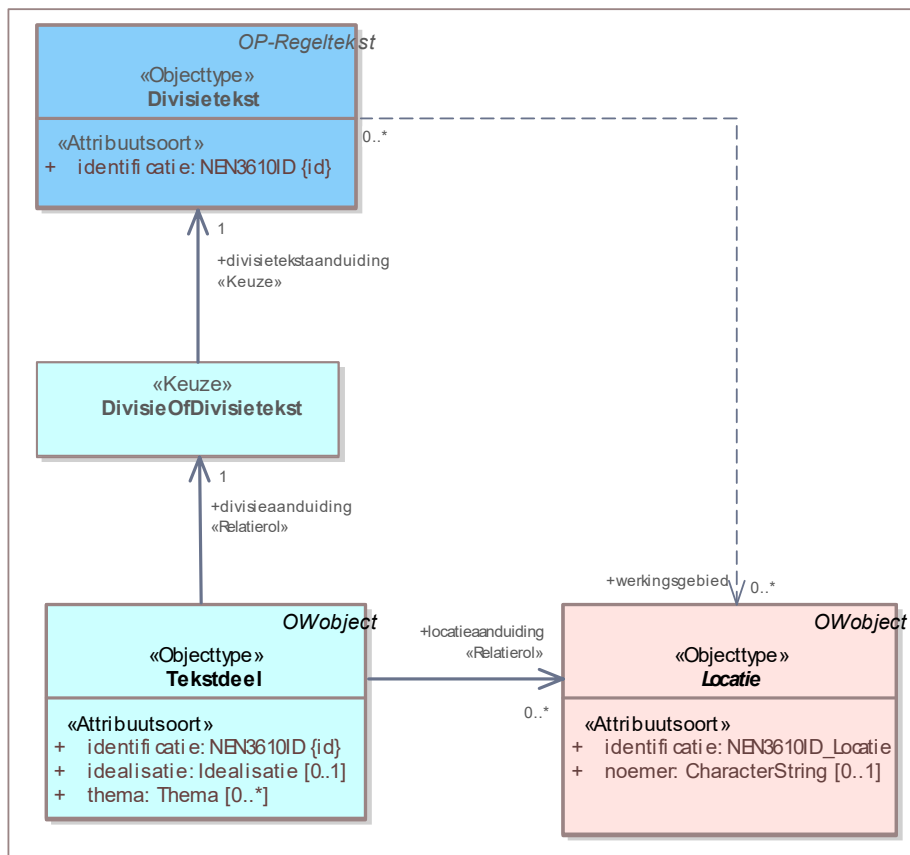 OP-Regeltekst
«Objecttype»
Divisietekst
«Attribuutsoort»
+ identificatie: NEN3610ID {id}
0..*
1
+divisietekstaanduiding
«Keuze»
«Keuze»
DivisieOfDivisietekst
1
+divisieaanduiding
«Relatierol»
+werkingsgebied
0..*
OWobject
«Objecttype»
Tekstdeel
«Attribuutsoort»
+ identificatie: NEN3610ID {id}
+ idealisatie: Idealisatie [0..1]
+ thema: Thema [0..*]
+locatieaanduiding
«Relatierol»
0..*
OWobject
«Objecttype»
Locatie
«Attribuutsoort»
+ identificatie: NEN3610ID_Locatie
+ noemer: CharacterString [0..1]